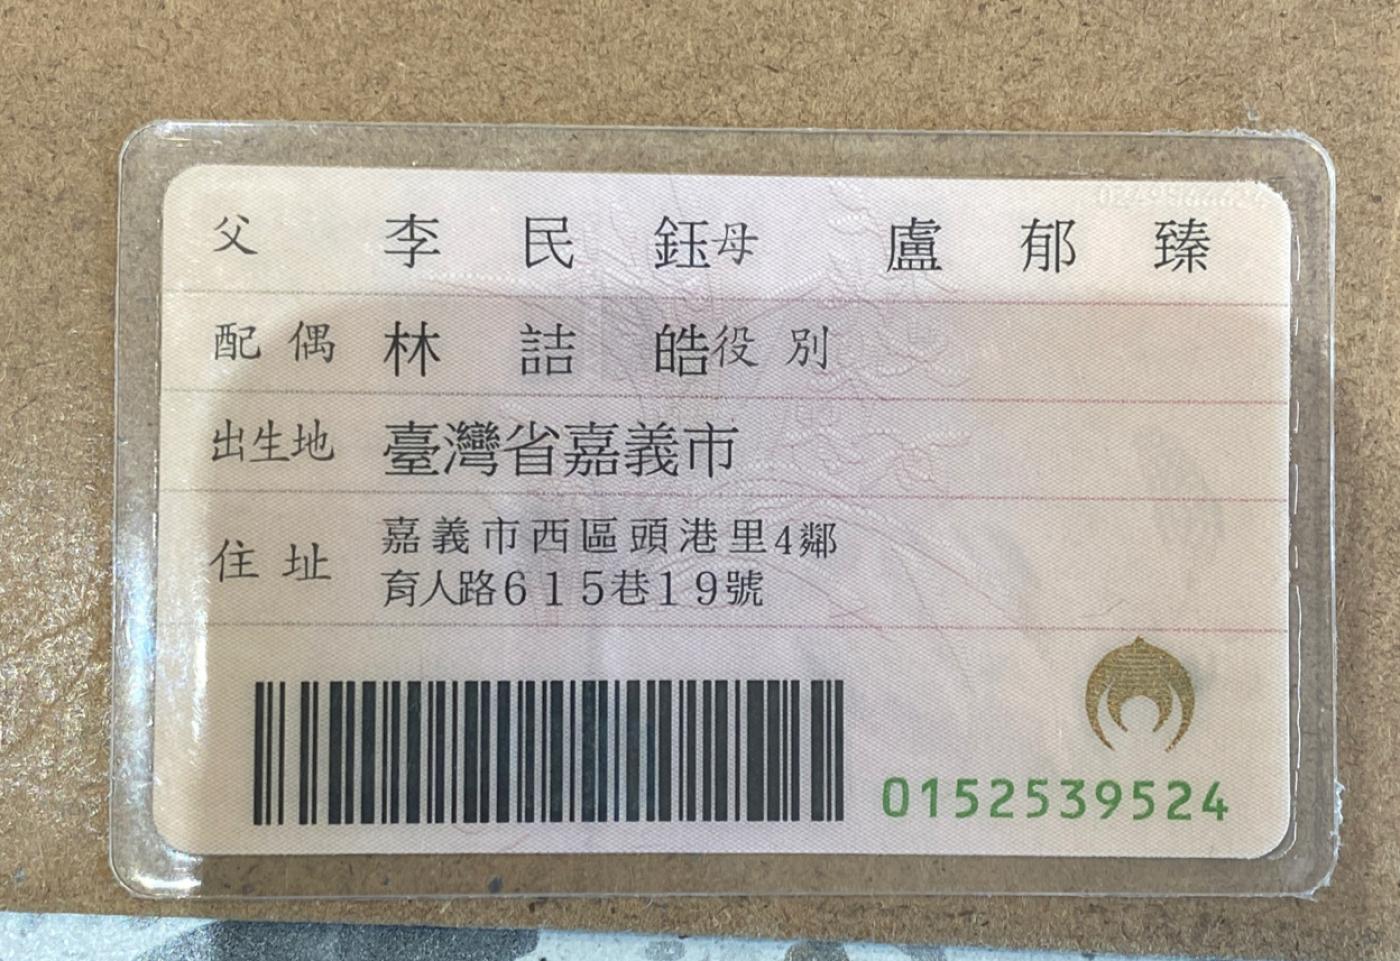 父 李民鈺 母 盧郁臻
配偶 林詰皓 役別
出生地 臺灣省嘉義市
住址 嘉義市西區頭港里4鄰
育人路615巷19號
0152539524